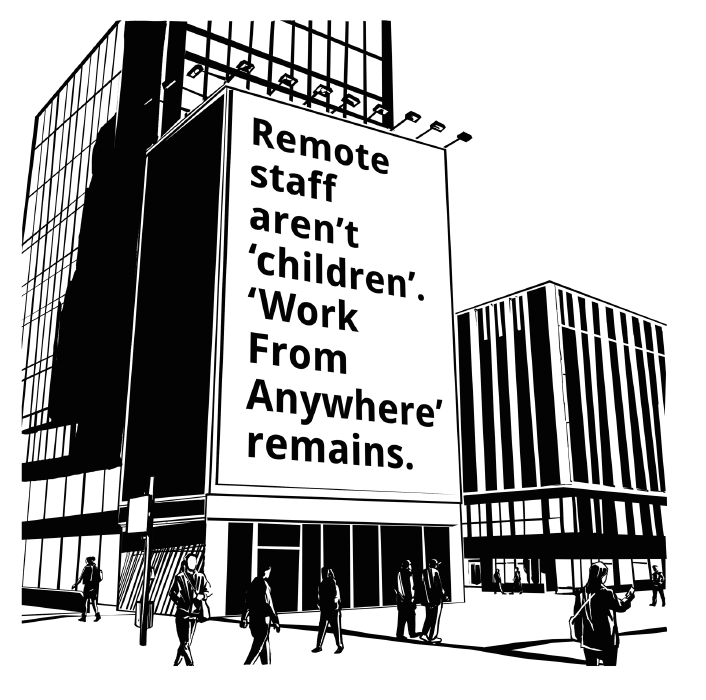 Remote
staff
aren’t
‘children’.
‘Work
From
Anywhere’
remains.